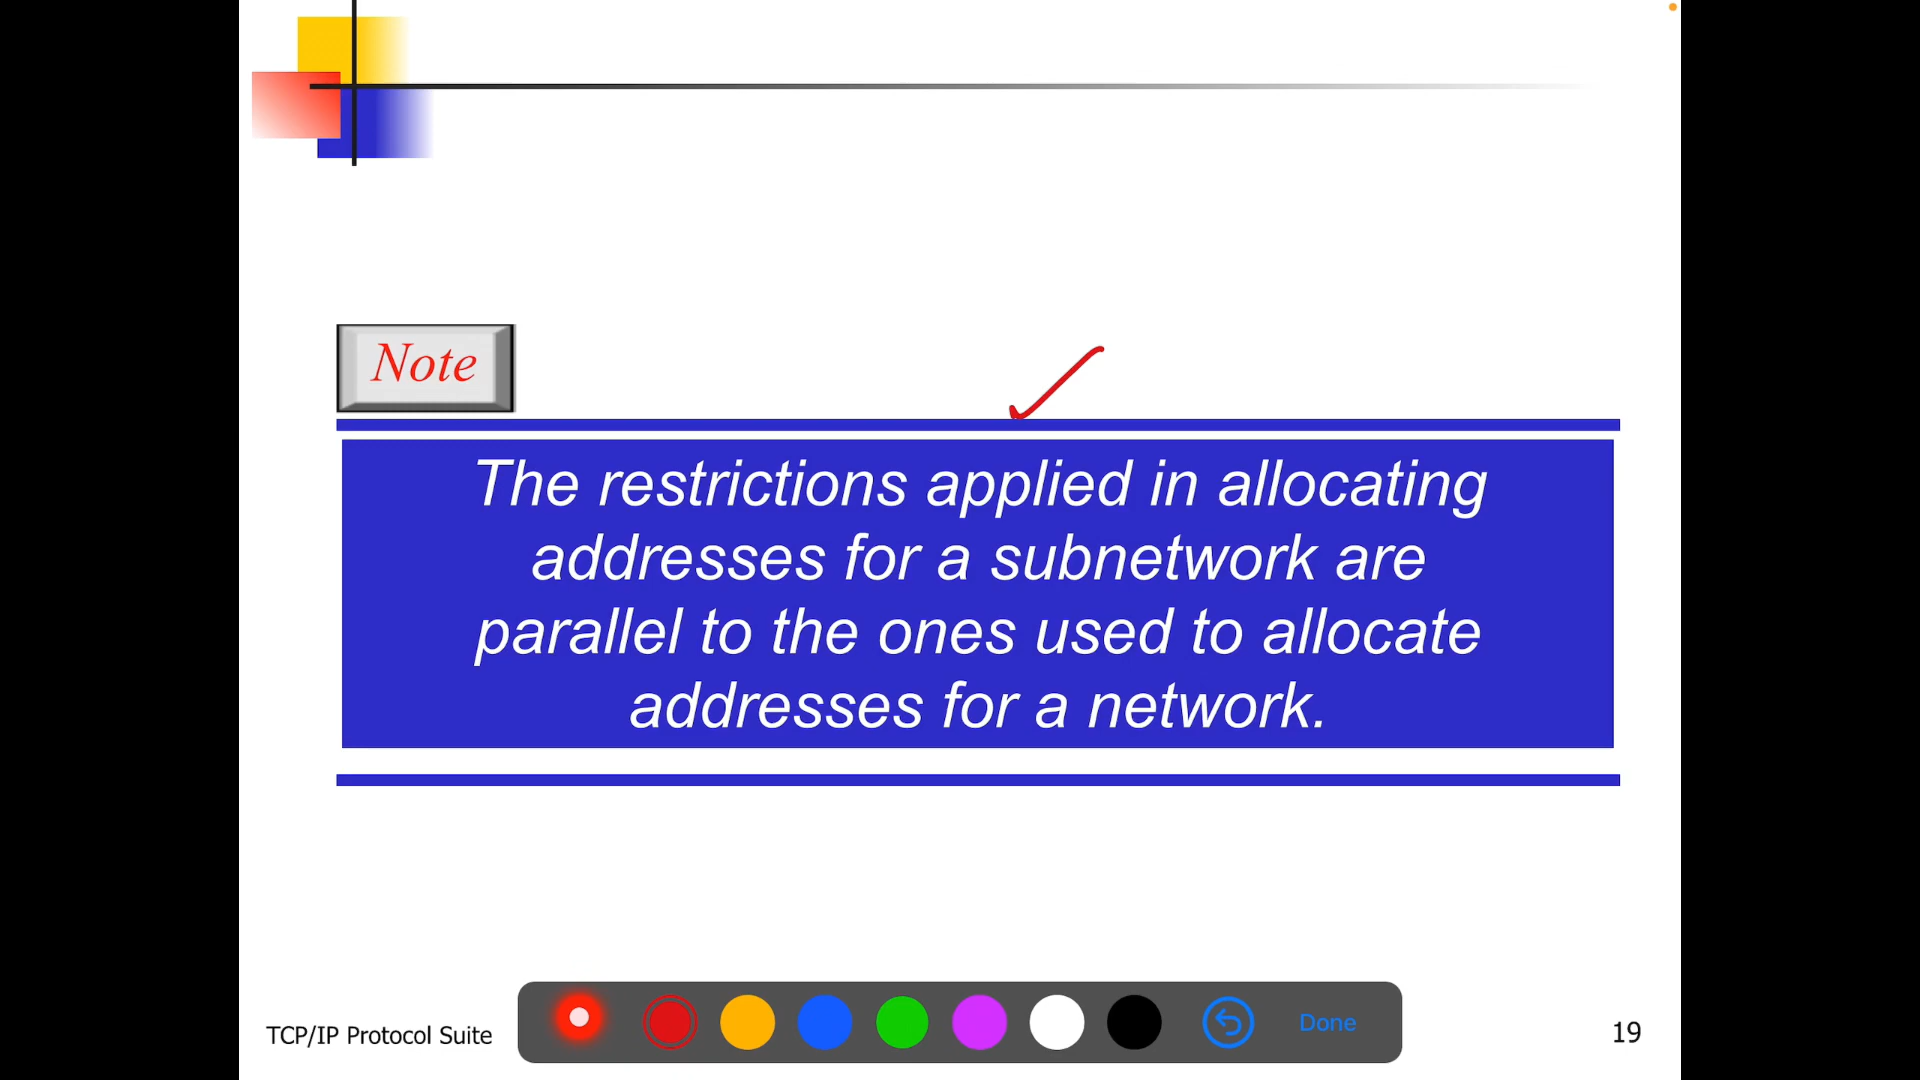 Note
The restrictions applied in allocating
addresses for a subnetwork are
parallel to the ones used to allocate
addresses for a network.
TCP/IP Protocol Suite
Done
19